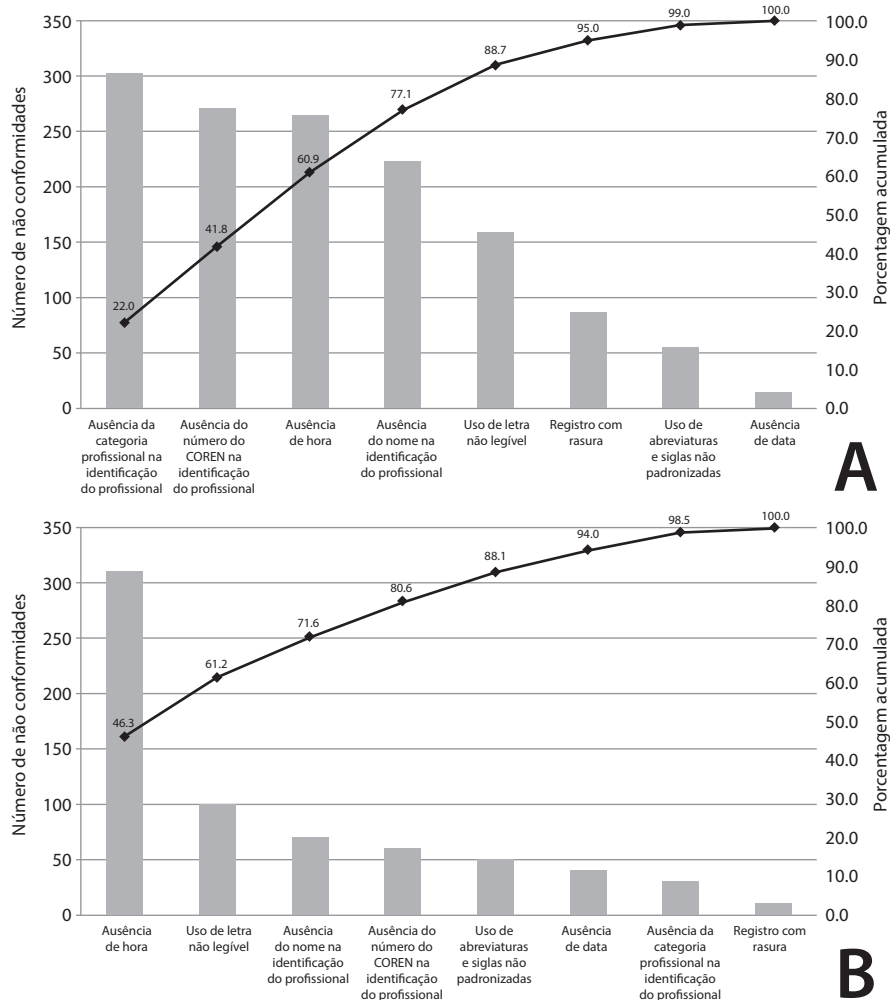 350
300
250
200
150
100
50
0
Número de não conformidades
100.0
90.0
80.0
70.0
60.0
50.0
40.0
30.0
20.0
10.0
0.0
Porcentagem acumulada
22.0
41.8
60.9
77.1
88.7
95.0
99.0
100.0
Ausência da
categoria
profissional na
identificação
do profissional
Ausência do
número do
COREN na
identificação
do profissional
Ausência
de hora
Ausência
do nome na
identificação
do profissional
Uso de letra
não legível
Registro com
rasura
Uso de
abreviaturas
e siglas não
padronizadas
Ausência
de data
A
350
300
250
200
150
100
50
0
Número de não conformidades
100.0
90.0
80.0
70.0
60.0
50.0
40.0
30.0
20.0
10.0
0.0
Porcentagem acumulada
46.3
61.2
71.6
80.6
88.1
94.0
98.5
100.0
Ausência
de hora
Uso de letra
não legível
Ausência
do nome na
identificação
do profissional
Ausência do
número do
COREN na
identificação
do profissional
Uso de
abreviaturas
e siglas não
padronizadas
Ausência
de data
Ausência da
categoria
profissional na
identificação
do profissional
Registro com
rasura
B